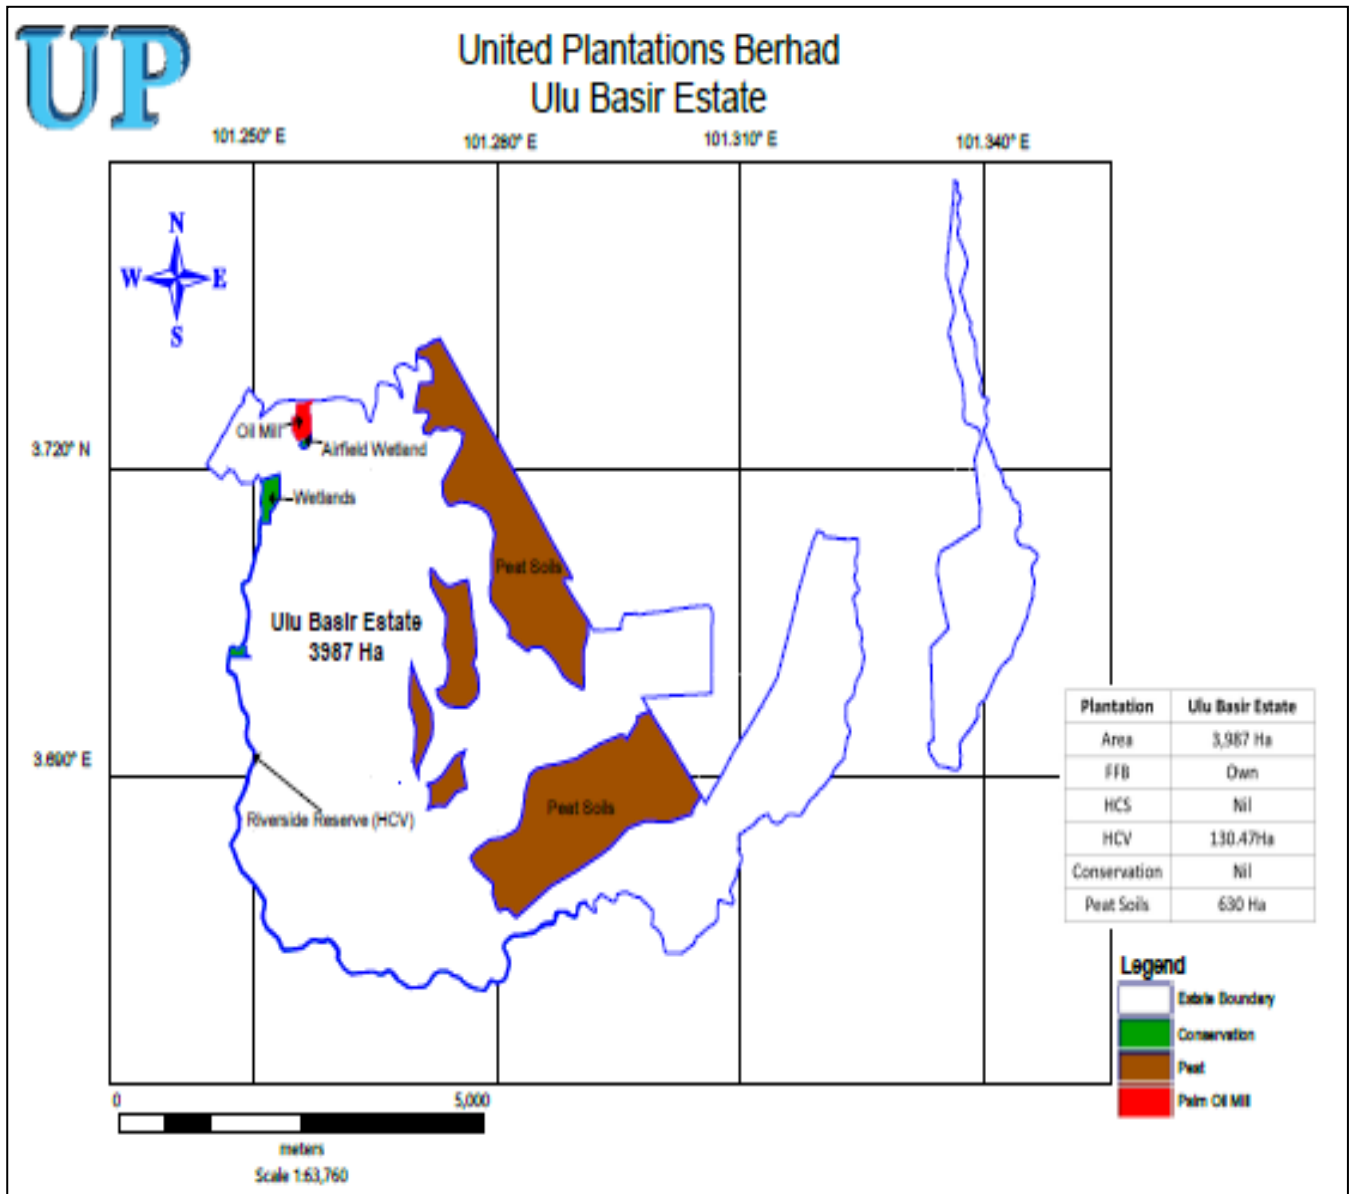 UP
United Plantations Berhad
Ulu Basir Estate
101.250° E
101.280° E
101.310° E
101.340° E
N
W E
S
Oil Mill
Airfield Wetland
3.720° N
Wetlands
Peat Soils
Ulu Basir Estate
3987 Ha
3.690° E
Riverside Reserve (HCV)
Peat Soils
Plantation Ulu Basir Estate
Area 3,987 Ha
FFB Own
HCS Nil
HCV 130.47Ha
Conservation Nil
Peat Soils 630 Ha
Legend
Estate Boundary
Conservation
Peat
Palm Oil Mill
0 5,000
meters
Scale 1:63,760